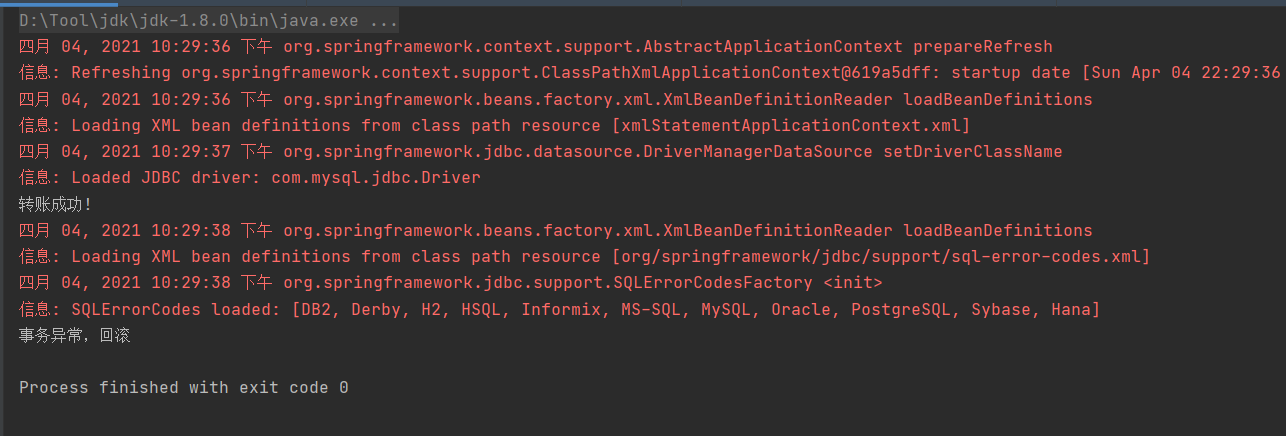 D:\Tool\jdk\jdk-1.8.0\bin\java.exe ...
四月 04, 2021 10:29:36 下午 org.springframework.context.support.AbstractApplicationContext prepareRefresh
信息: Refreshing org.springframework.context.support.ClassPathXmlApplicationContext@619a5dff: startup date [Sun Apr 04 22:29:36
四月 04, 2021 10:29:36 下午 org.springframework.beans.factory.xml.XmlBeanDefinitionReader loadBeanDefinitions
信息: Loading XML bean definitions from class path resource [xmlStatementApplicationContext.xml]
四月 04, 2021 10:29:37 下午 org.springframework.jdbc.datasource.DriverManagerDataSource setDriverClassName
信息: Loaded JDBC driver: com.mysql.jdbc.Driver
转账成功!
四月 04, 2021 10:29:38 下午 org.springframework.beans.factory.xml.XmlBeanDefinitionReader loadBeanDefinitions
信息: Loading XML bean definitions from class path resource [org/springframework/jdbc/support/sql-error-codes.xml]
四月 04, 2021 10:29:38 下午 org.springframework.jdbc.support.SQLErrorCodesFactory <init>
信息: SQLErrorCodes loaded: [DB2, Derby, H2, HSQL, Informix, MS-SQL, MySQL, Oracle, PostgreSQL, Sybase, Hana]
事务异常，回滚
Process finished with exit code 0